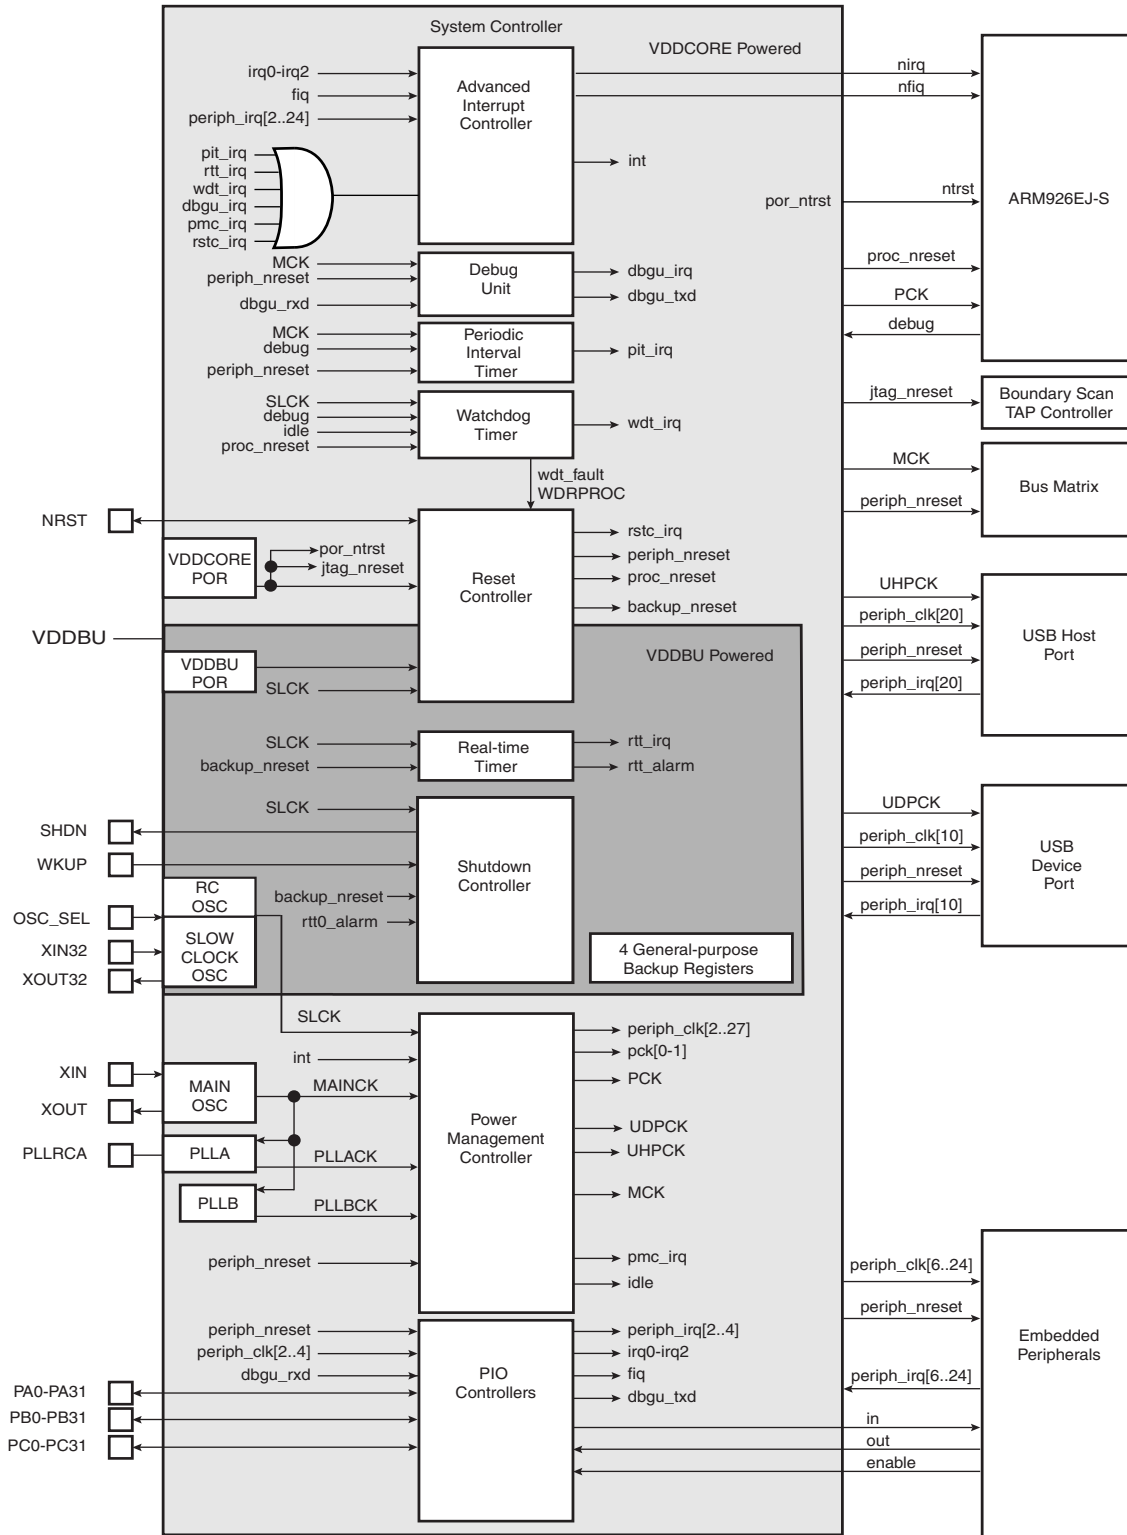 System Controller
VDDCORE Powered
irq0-irq2
fiq
periph_irq[2..24]
Advanced
Interrupt
Controller
nirq
nfiq
int
pit_irq
rtt_irq
wdt_irq
dbgu_irq
pmc_irq
rstc_irq
por_ntrst
ntrst
ARM926EJ-S
proc_nreset
PCK
debug
MCK
periph_nreset
dbgu_rxd
Debug
Unit
dbgu_irq
dbgu_txd
MCK
debug
periph_nreset
Periodic
Interval
Timer
pit_irq
SLCK
debug
idle
proc_nreset
Watchdog
Timer
wdt_irq
jtag_nreset
Boundary Scan
TAP Controller
wdt_fault
WDRPROC
MCK
periph_nreset
Bus Matrix
NRST
VDDCORE
POR
por_ntrst
jtag_nreset
Reset
Controller
rstc_irq
periph_nreset
proc_nreset
backup_nreset
UHPCK
periph_clk[20]
periph_nreset
periph_irq[20]
USB Host
Port
VDDBU
VDDBU
POR
SLCK
VDDBU Powered
SLCK
backup_nreset
Real-time
Timer
rtt_irq
rtt_alarm
SLCK
SHDN
WKUP
backup_nreset
rtt0_alarm
Shutdown
Controller
UDPCK
periph_clk[10]
periph_nreset
periph_irq[10]
USB
Device
Port
RC
OSC
OSC_SEL
XIN32
XOUT32
SLOW
CLOCK
OSC
4 General-purpose
Backup Registers
SLCK
int
XIN
XOUT
MAIN
OSC
MAINCK
PLLRCA
PLLA
PLLACK
PLLB
PLLBCK
periph_nreset
Power
Management
Controller
periph_clk[2..27]
pck[0-1]
PCK
UDPCK
UHPCK
MCK
pmc_irq
idle
periph_clk[6..24]
periph_nreset
periph_irq[6..24]
in
out
enable
Embedded
Peripherals
periph_nreset
periph_clk[2..4]
dbgu_rxd
PA0-PA31
PB0-PB31
PC0-PC31
PIO
Controllers
periph_irq[2..4]
irq0-irq2
fiq
dbgu_txd